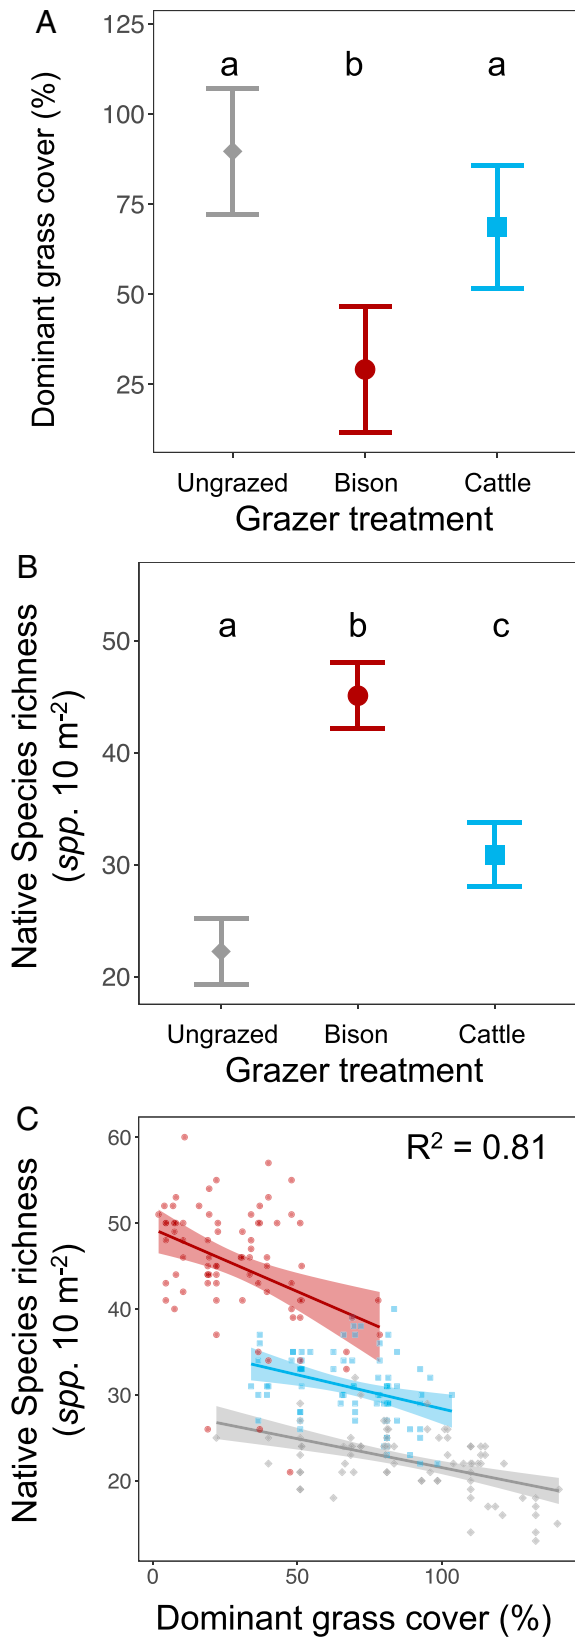 A
Dominant grass cover (%)
125
100
75
50
25
a b a
Ungrazed Bison Cattle
Grazer treatment
B
Native Species richness
(spp. 10 m-2)
50
40
30
20
a b c
Ungrazed Bison Cattle
Grazer treatment
C
Native Species richness
(spp. 10 m-2)
60
50
40
30
20
R2 = 0.81
0 50 100
Dominant grass cover (%)